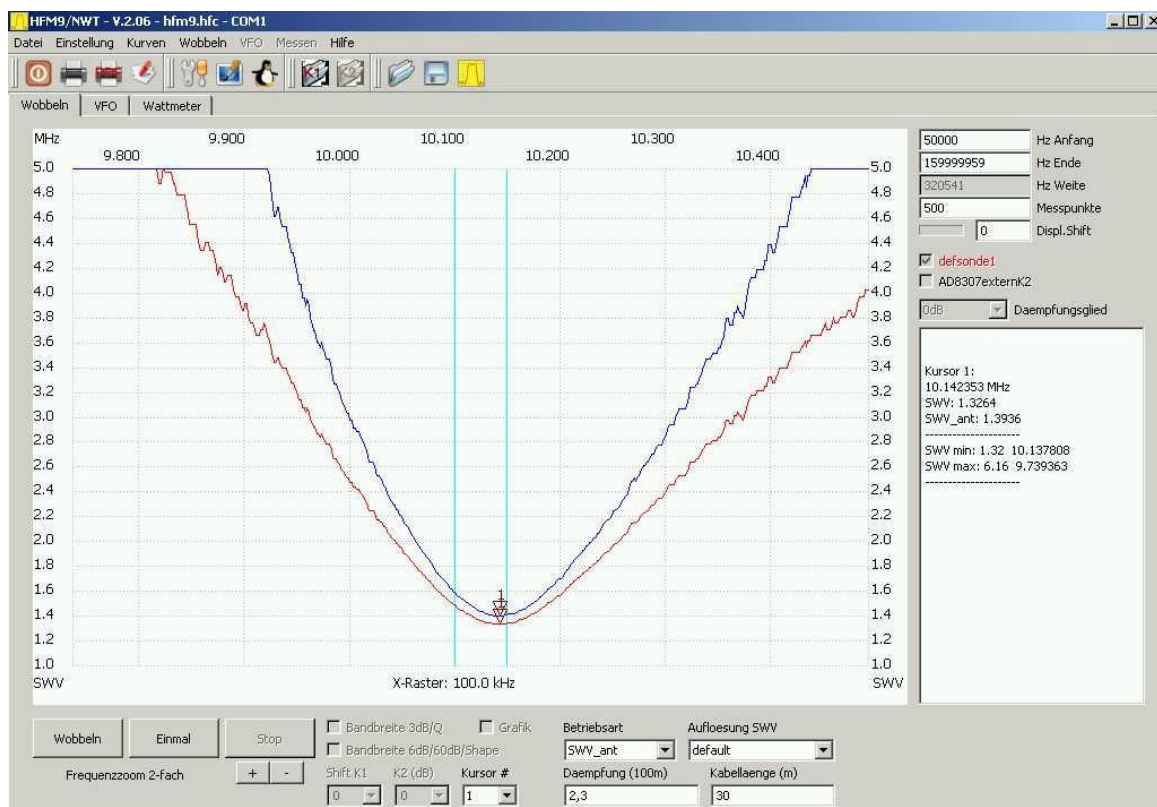 HFM9/NWT - V.2.06 - hfm9.hfc - COM1
Datei Einstellung Kurven Wobbeln VFO Messen Hilfe
K1
Wobbeln VFO Wattmeter
MHz 9.900 10.100 10.300
9.800 10.000 10.200 10.400
5.0 5.0
4.8 4.8
4.6 4.6
4.4 4.4
4.2 4.2
4.0 4.0
3.8 3.8
3.6 3.6
3.4 3.4
3.2 3.2
3.0 3.0
2.8 2.8
2.6 2.6
2.4 2.4
2.2 2.2
2.0 2.0
1.8 1.8
1.6 1.6
1.4 1.4
1.2 1.2
1.0 1.0
1
SWV X-Raster: 100.0 kHz SWV
50000 Hz Anfang
159999959 Hz Ende
320541 Hz Weite
500 Messpunkte
0 Displ.Shift
defsonde1
AD8307externK2
0dB Daempfungsglied
Kursor 1:
10.142353 MHz
SWV: 1.3264
SWV_ant: 1.3936
---------------------
SWV min: 1.32 10.137808
SWV max: 6.16 9.739363
---------------------
Wobbeln Einmal Stop
Frequenzzoom 2-fach + -
Bandbreite 3dB/Q Grafik
Bandbreite 6dB/60dB/Shape
Shift K1 K2 (dB) Kursor #
0 0 1
Betriebsart Aufloesung SWV
SWV_ant default
Daempfung (100m) Kabellaenge (m)
2,3 30